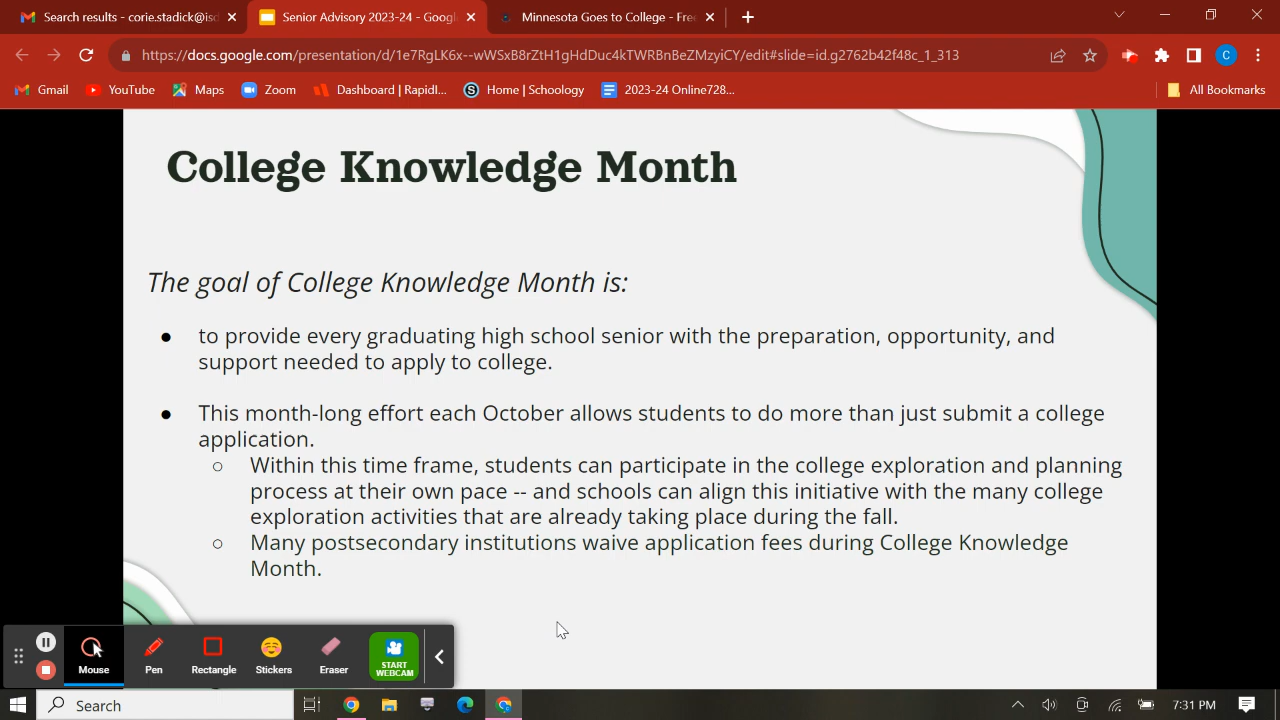 Search results - corie.stadick@isd
Senior Advisory 2023-24 - Googl
Minnesota Goes to College - Free
https://docs.google.com/presentation/d/1e7RgLK6x--wWSxB8rZtH1gHdDuc4kTWRBnBeZMzyiCY/edit#slide=id.g2762b42f48c_1_313
C
Gmail
YouTube
Maps
Zoom
Dashboard | Rapidl...
Home | Schoology
2023-24 Online728...
All Bookmarks
College Knowledge Month
The goal of College Knowledge Month is:
● to provide every graduating high school senior with the preparation, opportunity, and
support needed to apply to college.
● This month-long effort each October allows students to do more than just submit a college
application.
○ Within this time frame, students can participate in the college exploration and planning
process at their own pace -- and schools can align this initiative with the many college
exploration activities that are already taking place during the fall.
○ Many postsecondary institutions waive application fees during College Knowledge
Month.
Mouse
Pen
Rectangle
Stickers
Eraser
START
WEBCAM
Search
7:31 PM